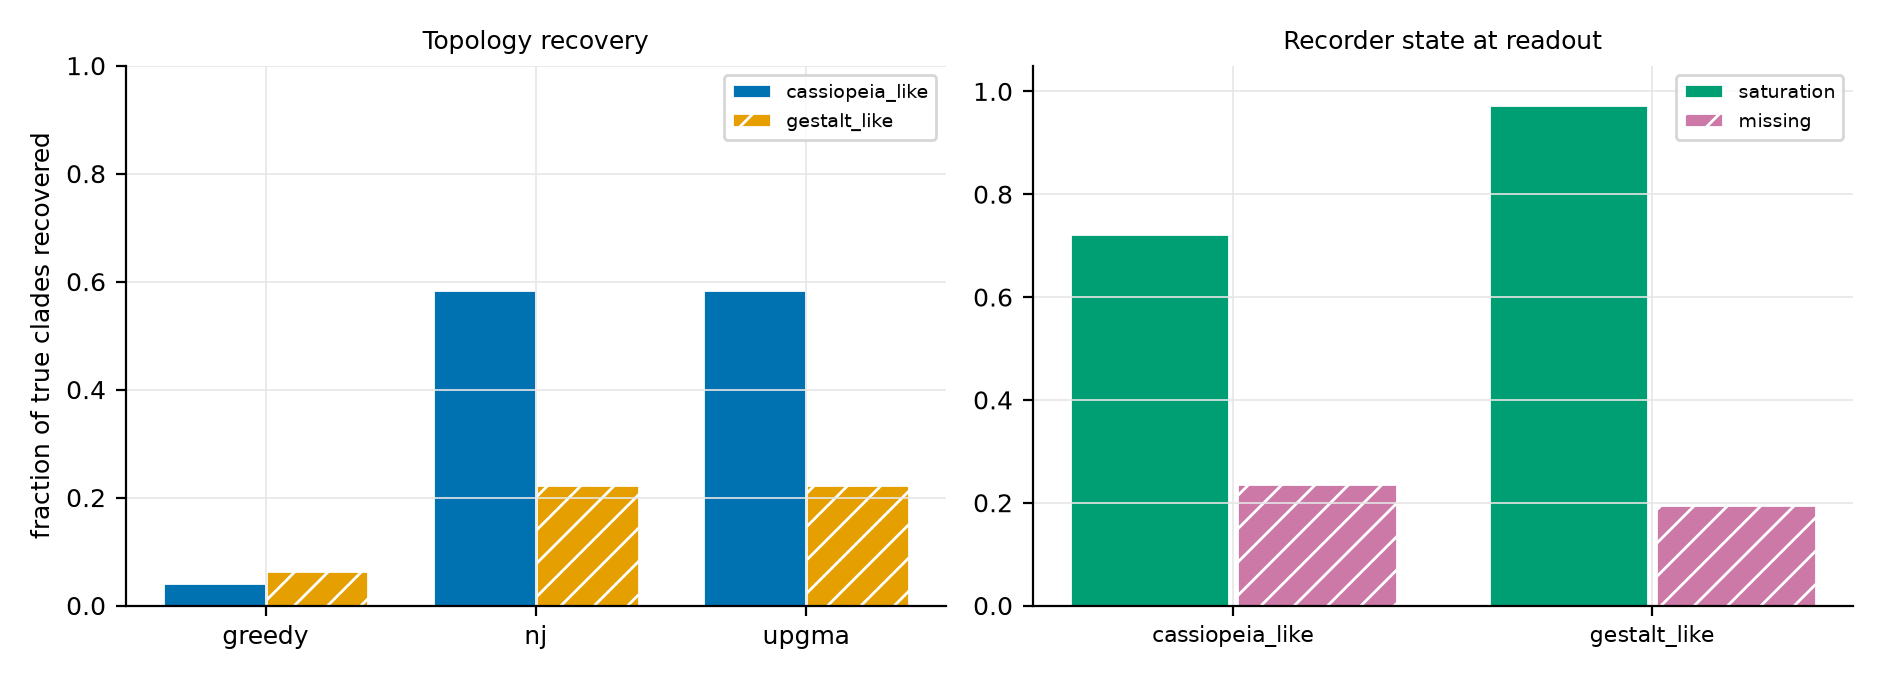 Topology recovery
fraction of true clades recovered
1.0
0.8
0.6
0.4
0.2
0.0
cassiopeia_like
gestalt_like
greedy
nj
upgma
Recorder state at readout
1.0
0.8
0.6
0.4
0.2
0.0
saturation
missing
cassiopeia_like
gestalt_like